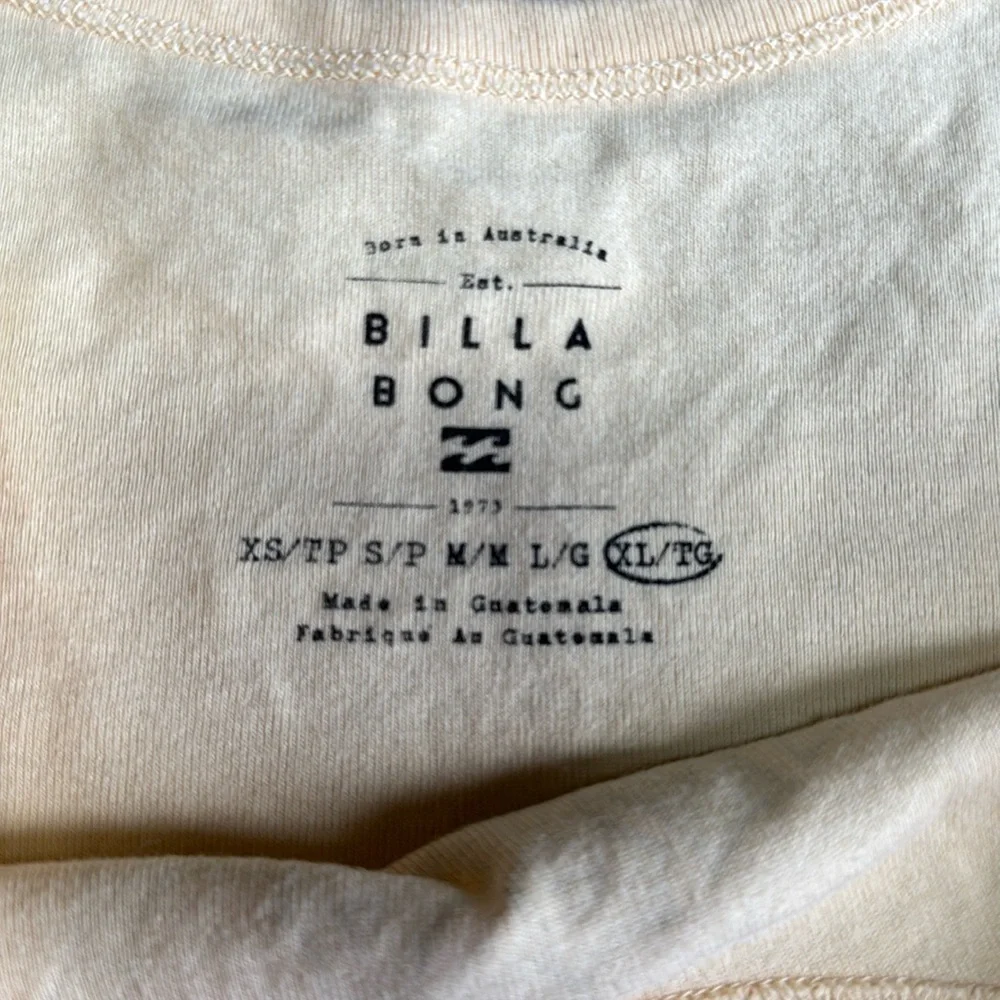 Born in Australia
Est.
BILLA
BONG
1973
XS/TP S/P M/M L/G XL/TG
Made in Guatemala
Fabriqué Au Guatemala